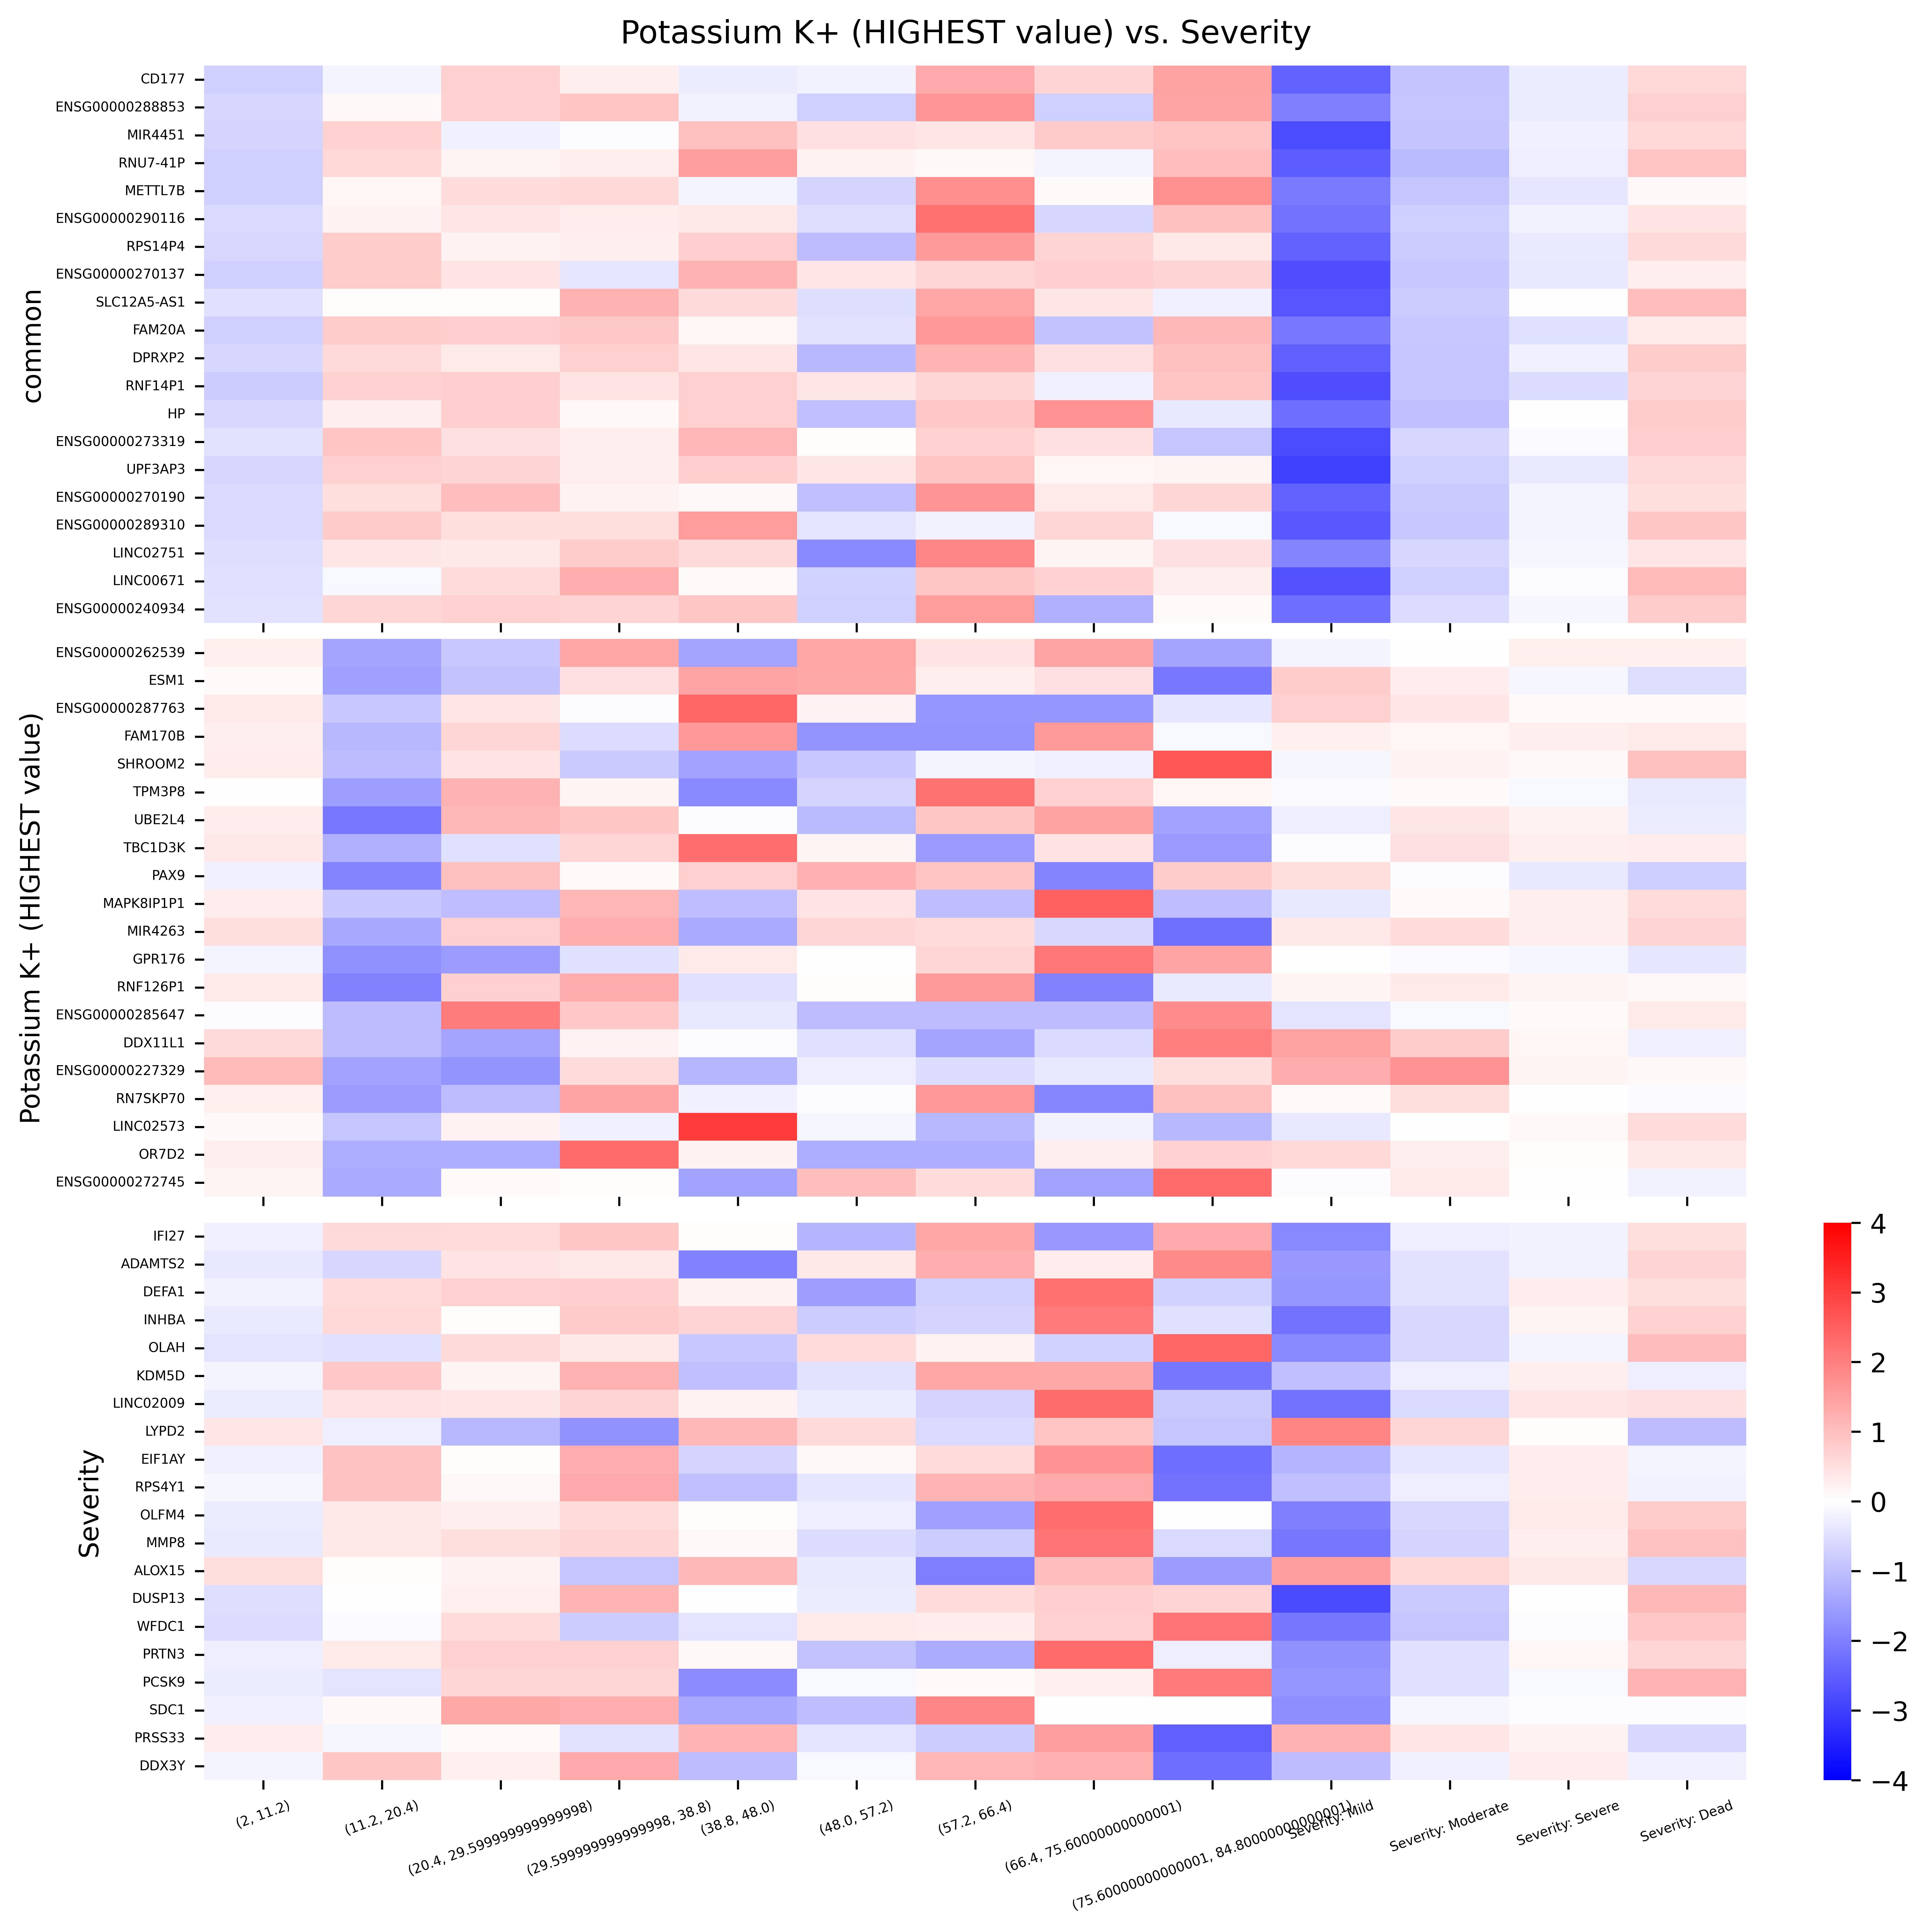 Potassium K+ (HIGHEST value) vs. Severity
common
CD177
ENSG00000288853
MIR4451
RNU7-41P
METTL7B
ENSG00000290116
RPS14P4
ENSG00000270137
SLC12A5-AS1
FAM20A
DPRXP2
RNF14P1
HP
ENSG00000273319
UPF3AP3
ENSG00000270190
ENSG00000289310
LINC02751
LINC00671
ENSG00000240934
Potassium K+ (HIGHEST value)
ENSG00000262539
ESM1
ENSG00000287763
FAM170B
SHROOM2
TPM3P8
UBE2L4
TBC1D3K
PAX9
MAPK8IP1P1
MIR4263
GPR176
RNF126P1
ENSG00000285647
DDX11L1
ENSG00000227329
RN7SKP70
LINC02573
OR7D2
ENSG00000272745
Severity
IFI27
ADAMTS2
DEFA1
INHBA
OLAH
KDM5D
LINC02009
LYPD2
EIF1AY
RPS4Y1
OLFM4
MMP8
ALOX15
DUSP13
WFDC1
PRTN3
PCSK9
SDC1
PRSS33
DDX3Y
(2, 11.2)
(11.2, 20.4)
(20.4, 29.599999999999998)
(29.599999999999998, 38.8)
(38.8, 48.0)
(48.0, 57.2)
(57.2, 66.4)
(66.4, 75.60000000000001)
(75.60000000000001, 84.80000000000001)
Severity: Mild
Severity: Moderate
Severity: Severe
Severity: Dead
4
3
2
1
0
−1
−2
−3
−4